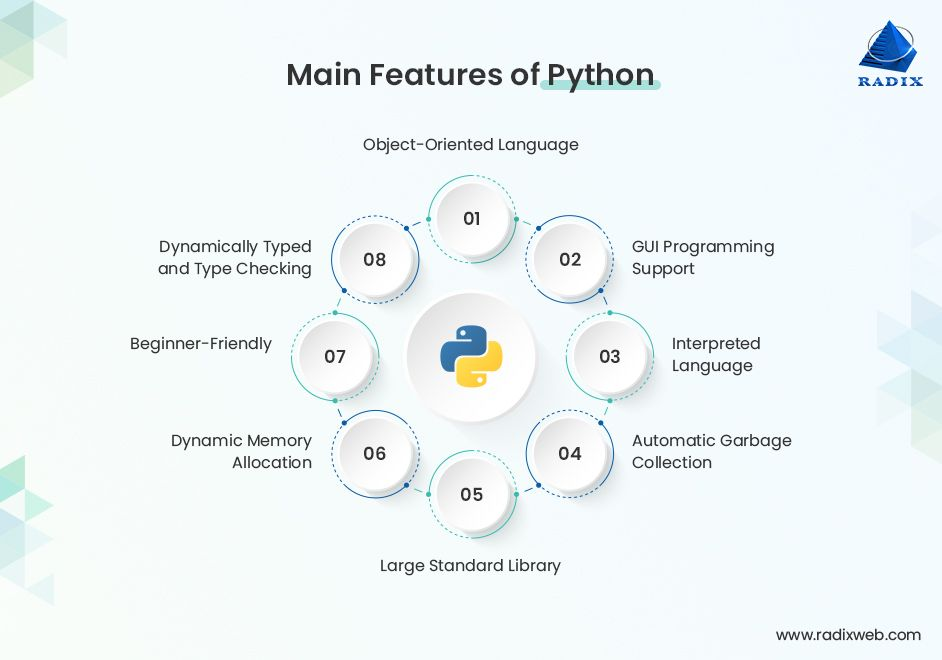 Main Features of Python
RADIX
Object-Oriented Language
01
02
GUI Programming
Support
03
Interpreted
Language
04
Automatic Garbage
Collection
05
Large Standard Library
06
Dynamic Memory
Allocation
07
Beginner-Friendly
08
Dynamically Typed
and Type Checking
www.radixweb.com